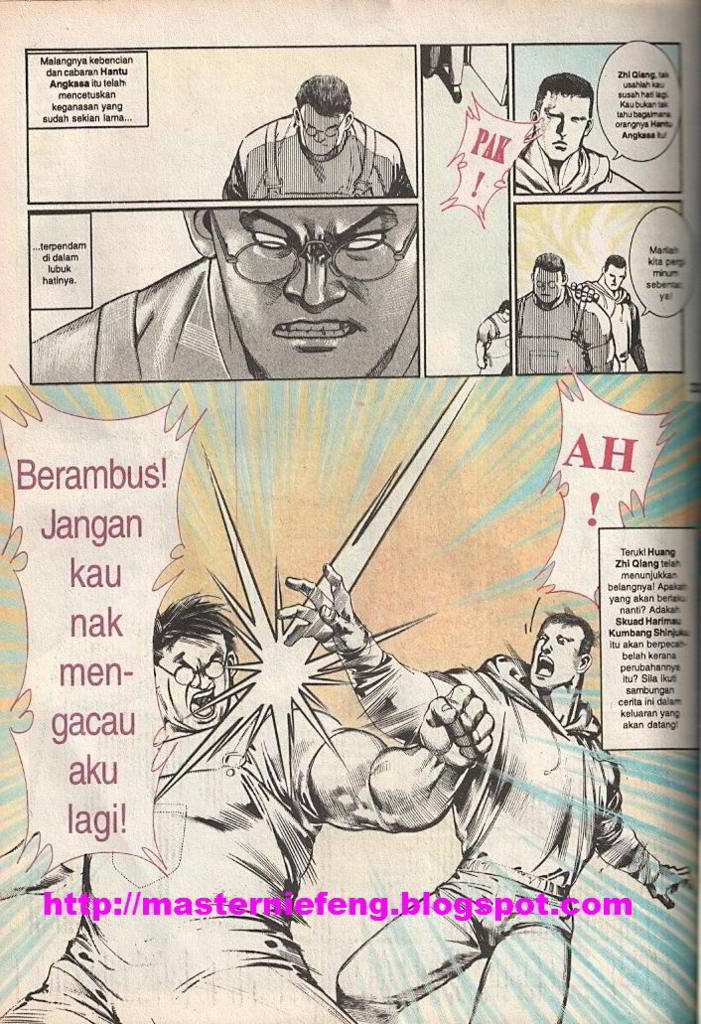 Malangnya kebencian
dan cabaran Hantu
Angkasa itu telah
mencetuskan
keganasan yang
sudah sekian lama...
PAK
!
Zhi Qiang, tak
usahlah kau
susah hati lagi.
Kau bukan tak
tahu bagaimana
orangnya Hantu
Angkasa itu!
...terpendam
di dalam
lubuk
hatinya.
Marilah
kita pergi
minum
sebentar
ya!
Berambus!
Jangan
kau
nak
men-
gacau
aku
lagi!
AH
!
Teruk! Huang
Zhi Qiang telah
menunjukkan
belangnya! Apakah
yang akan berlaku
nanti? Adakah
Skuad Harimau
Kumbang Shinjuku
itu akan berpecah-
belah kerana
perubahannya
itu? Sila ikuti
sambungan
cerita ini dalam
keluaran yang
akan datang!
http://masterniefeng.blogspot.com